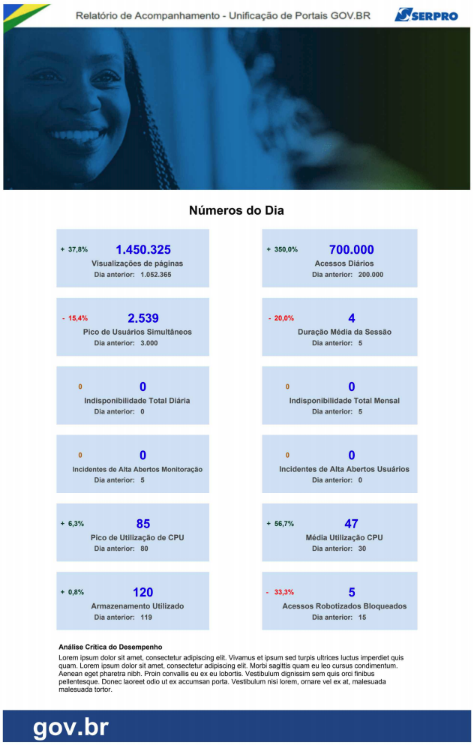 Relatório de Acompanhamento - Unificação de Portais GOV.BR
SERPRO
Números do Dia
+ 37,8% 1.450.325
Visualizações de páginas
Dia anterior: 1.052.365
+ 350,0% 700.000
Acessos Diários
Dia anterior: 200.000
- 15,4% 2.539
Pico de Usuários Simultâneos
Dia anterior: 3.000
- 20,0% 4
Duração Média da Sessão
Dia anterior: 5
0 0
Indisponibilidade Total Diária
Dia anterior: 0
0 0
Indisponibilidade Total Mensal
Dia anterior: 5
0 0
Incidentes de Alta Abertos Monitoração
Dia anterior: 5
0 0
Incidentes de Alta Abertos Usuários
Dia anterior: 0
+ 6,3% 85
Pico de Utilização de CPU
Dia anterior: 80
+ 56,7% 47
Média Utilização CPU
Dia anterior: 30
+ 0,8% 120
Armazenamento Utilizado
Dia anterior: 119
- 33,3% 5
Acessos Robotizados Bloqueados
Dia anterior: 15
Análise Crítica do Desempenho
Lorem ipsum dolor sit amet, consectetur adipiscing elit. Vivamus et ipsum sed turpis ultrices luctus imperdiet quis
quam. Lorem ipsum dolor sit amet, consectetur adipiscing elit. Morbi sagittis quam eu leo cursus condimentum.
Aenean eget pharetra nibh. Proin convallis eu ex eu lobortis. Vestibulum dignissim sem quis orci finibus
pellentesque. Donec laoreet odio ut ex accumsan porta. Vestibulum nisl lorem, ornare vel ex at, malesuada
malesuada tortor.
gov.br